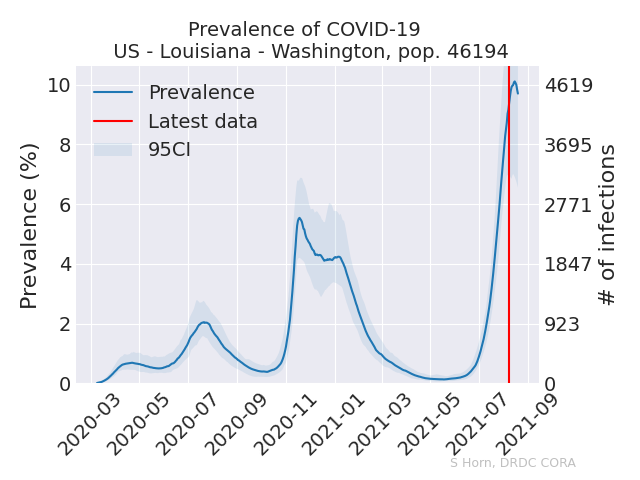 Prevalence of COVID-19
US - Louisiana - Washington, pop. 46194
Prevalence
Latest data
95CI
Prevalence (%)
10
8
6
4
2
0
4619
3695
2771
1847
923
0
# of infections
2020-03
2020-05
2020-07
2020-09
2020-11
2021-01
2021-03
2021-05
2021-07
2021-09
S Horn, DRDC CORA